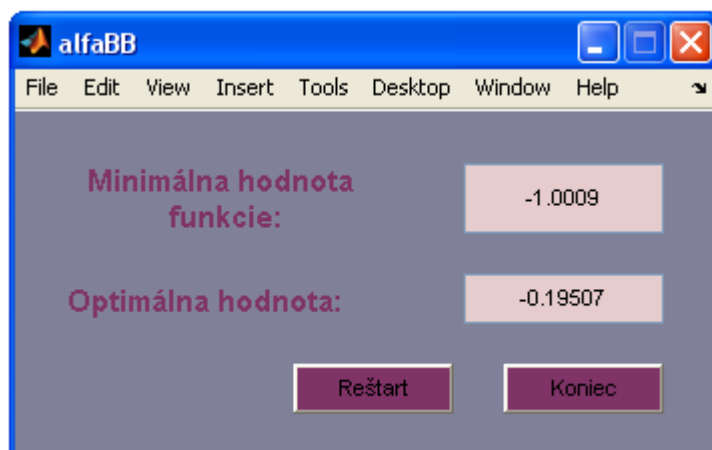 alfaBB
File Edit View Insert Tools Desktop Window Help
Minimálna hodnota
funkcie:
-1.0009
Optimálna hodnota:
-0.19507
Reštart
Koniec